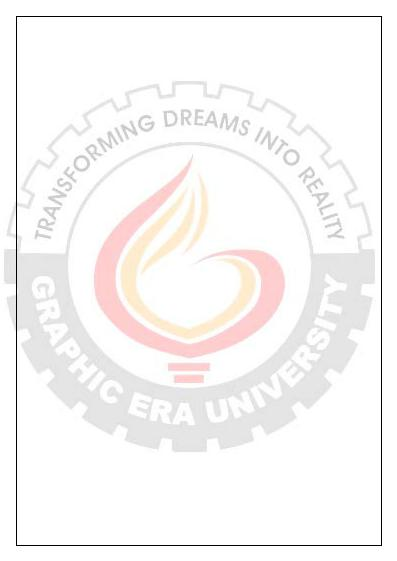 TRANSFORMING DREAMS INTO REALITY
GRAPHIC ERA UNIVERSITY